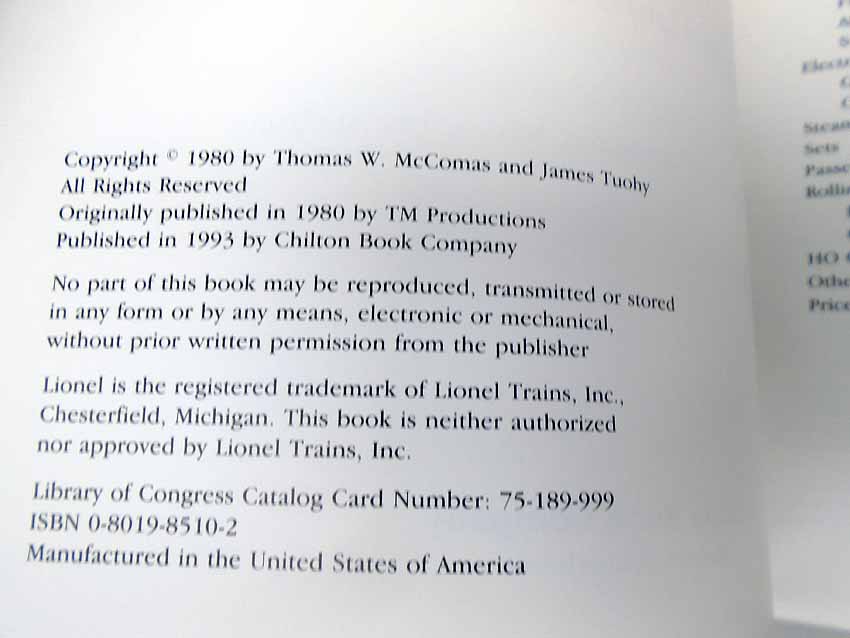 Copyright © 1980 by Thomas W. McComas and James Tuohy
All Rights Reserved
Originally published in 1980 by TM Productions
Published in 1993 by Chilton Book Company
No part of this book may be reproduced, transmitted or stored
in any form or by any means, electronic or mechanical,
without prior written permission from the publisher
Lionel is the registered trademark of Lionel Trains, Inc.,
Chesterfield, Michigan. This book is neither authorized
nor approved by Lionel Trains, Inc.
Library of Congress Catalog Card Number: 75-189-999
ISBN 0-8019-8510-2
Manufactured in the United States of America
Sets
HO